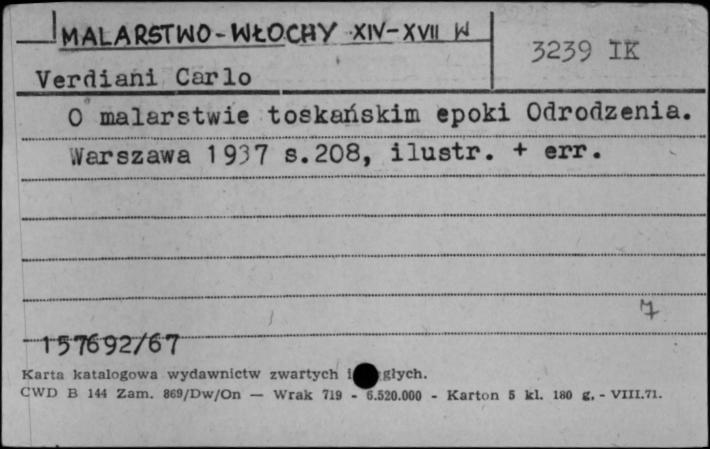 MALARSTWO-WŁOCHY XIV-XVII W
3239 IK
Verdiani Carlo
O malarstwie toskańskim epoki Odrodzenia.
Warszawa 1937 s.208, ilustr. + err.
7
157692/67
Karta katalogowa wydawnictw zwartych i głych.
CWD B 144 Zam. 869/Dw/On — Wrak 719 - 6.520.000 - Karton 5 kl. 180 g. - VIII.71.